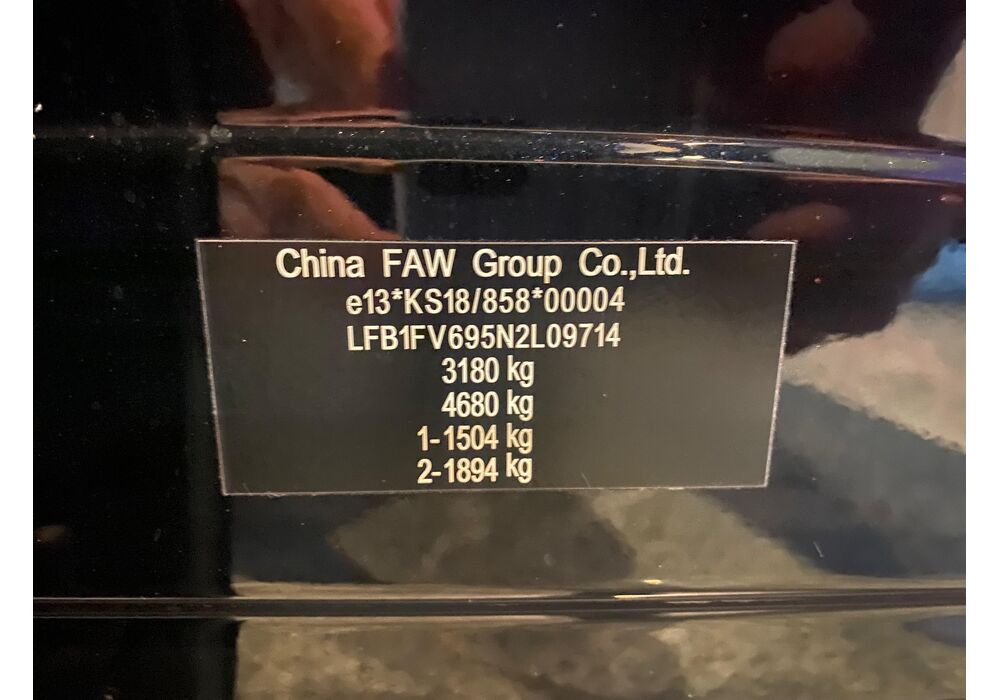 China FAW Group Co.,Ltd.
e13*KS18/858*00004
LFB1FV695N2L09714
3180 kg
4680 kg
1-1504 kg
2-1894 kg